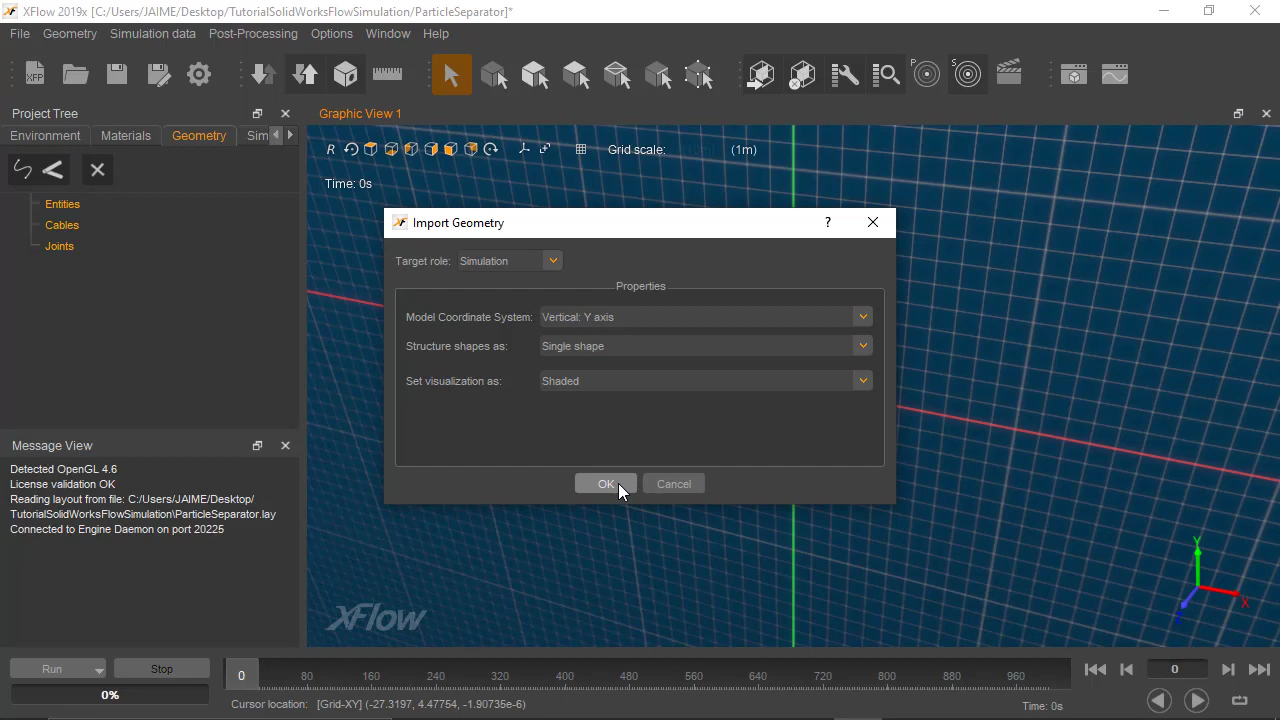 XFlow 2019x [C:/Users/JAIME/Desktop/TutorialSolidWorksFlowSimulation/ParticleSeparator]*
File Geometry Simulation data Post-Processing Options Window Help
XFP
P S
Project Tree
Graphic View 1
Environment Materials Geometry Sim
R Grid scale: (1m)
Time: 0s
Entities
Cables
Joints
Import Geometry ?
Target role: Simulation
Properties
Model Coordinate System: Vertical: Y axis
Structure shapes as: Single shape
Set visualization as: Shaded
OK Cancel
Message View
Detected OpenGL 4.6
License validation OK
Reading layout from file: C:/Users/JAIME/Desktop/
TutorialSolidWorksFlowSimulation\ParticleSeparator.lay
Connected to Engine Daemon on port 20225
Y
X
Z
XFlow
Run Stop
0 80 160 240 320 400 480 560 640 720 800 880 960
0
0%
Cursor location: [Grid-XY] (-27.3197, 4.47754, -1.90735e-6)
Time: 0s